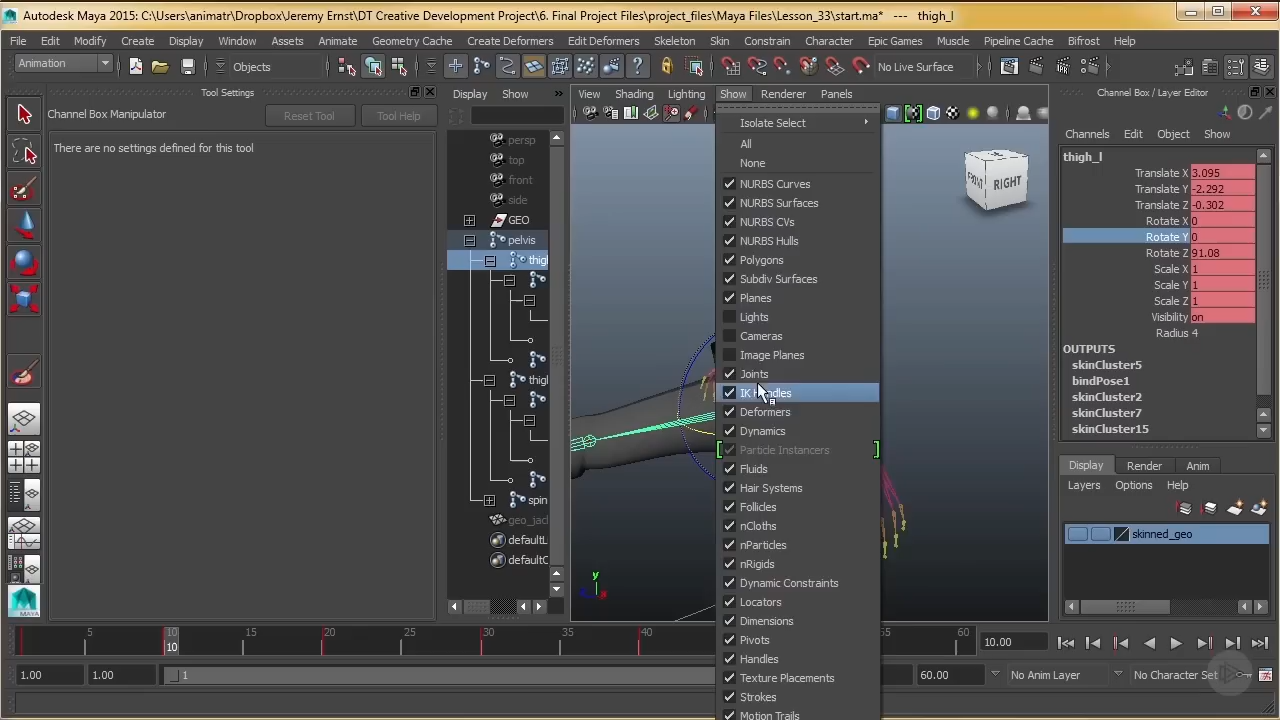 Autodesk Maya 2015: C:\Users\animatr\Dropbox\Jeremy Ernst\DT Creative Development Project\6. Final Project Files\project_files\Maya Files\Lesson_33\start.ma* --- thigh_l
File Edit Modify Create Display Window Assets Animate Geometry Cache Create Deformers Edit Deformers Skeleton Skin Constrain Character Epic Games Muscle Pipeline Cache Bifrost Help
Animation Objects No Live Surface
Tool Settings
Channel Box Manipulator Reset Tool Tool Help
There are no settings defined for this tool
Display Show
persp
top
front
side
GEO
pelvis
thigh
thigh
spin
geo_jack
defaultL
defaultO
View Shading Lighting Show Renderer Panels
Isolate Select
All
None
NURBS Curves
NURBS Surfaces
NURBS CVs
NURBS Hulls
Polygons
Subdiv Surfaces
Planes
Lights
Cameras
Image Planes
Joints
IK Handles
Deformers
Dynamics
Particle Instancers
Fluids
Hair Systems
Follicles
nCloths
nParticles
nRigids
Dynamic Constraints
Locators
Dimensions
Pivots
Handles
Texture Placements
Strokes
Motion Trails
FRONT RIGHT
y
Channel Box / Layer Editor
Channels Edit Object Show
thigh_l
Translate X 3.095
Translate Y -2.292
Translate Z -0.302
Rotate X 0
Rotate Y 0
Rotate Z 91.08
Scale X 1
Scale Y 1
Scale Z 1
Visibility on
Radius 4
OUTPUTS
skinCluster5
bindPose1
skinCluster2
skinCluster7
skinCluster15
Display Render Anim
Layers Options Help
skinned_geo
5 10 15 20 25 30 35 40 45 55 60 10.00
10
1.00 1.00 1 60.00 No Anim Layer No Character Set